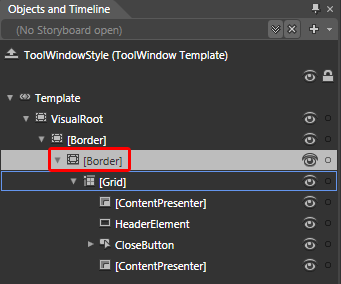 Objects and Timeline
(No Storyboard open)
ToolWindowStyle (ToolWindow Template)
Template
VisualRoot
[Border]
[Border]
[Grid]
[ContentPresenter]
HeaderElement
CloseButton
[ContentPresenter]